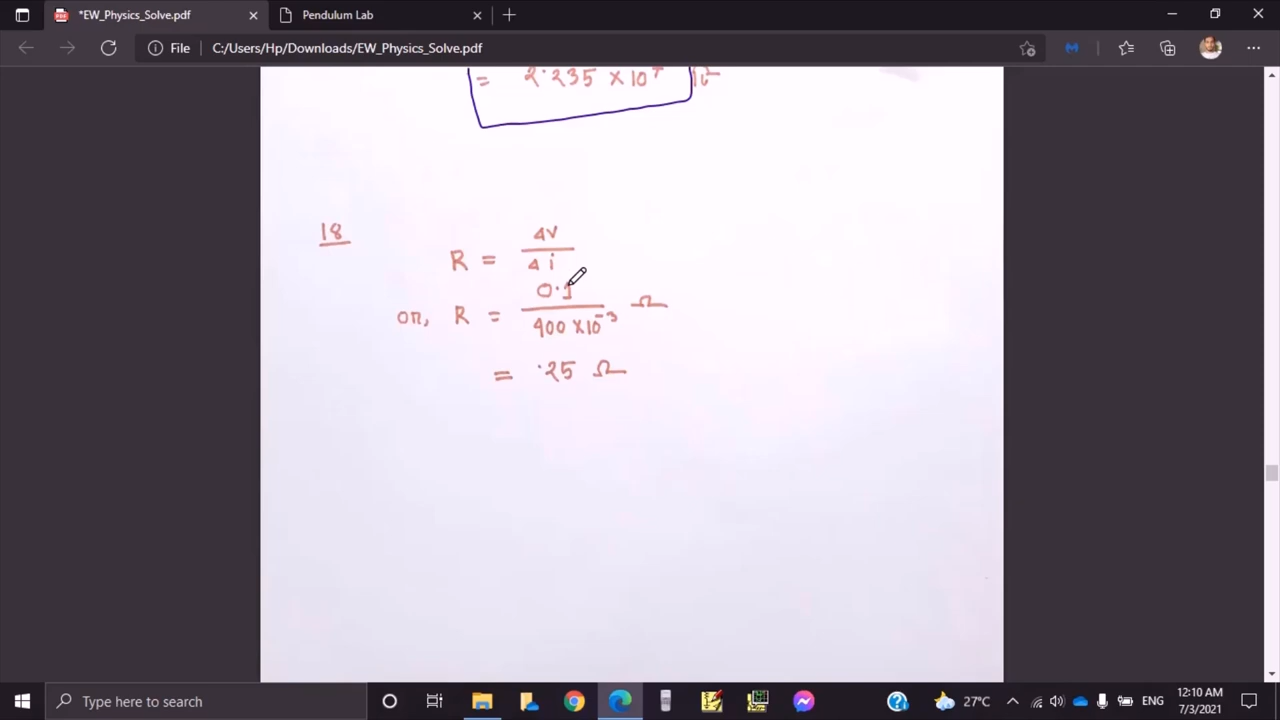 *EW_Physics_Solve.pdf
Pendulum Lab
File
C:/Users/Hp/Downloads/EW_Physics_Solve.pdf
= 2.235 × 10
18
R = ΔV / Δi
or, R = 0.1 / 400 × 10⁻³ Ω
= .25 Ω
Type here to search
27°C
ENG
12:10 AM
7/3/2021